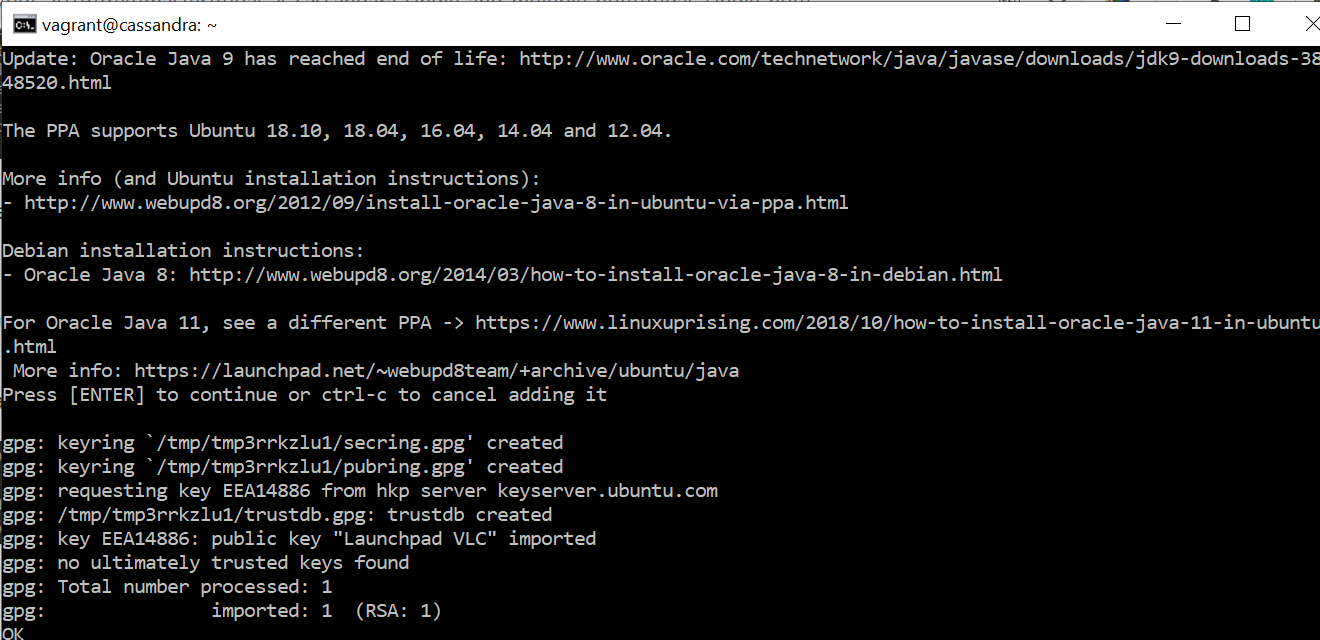 vagrant@cassandra: ~
Update: Oracle Java 9 has reached end of life: http://www.oracle.com/technetwork/java/javase/downloads/jdk9-downloads-38
48520.html
The PPA supports Ubuntu 18.10, 18.04, 16.04, 14.04 and 12.04.
More info (and Ubuntu installation instructions):
- http://www.webupd8.org/2012/09/install-oracle-java-8-in-ubuntu-via-ppa.html
Debian installation instructions:
- Oracle Java 8: http://www.webupd8.org/2014/03/how-to-install-oracle-java-8-in-debian.html
For Oracle Java 11, see a different PPA -> https://www.linuxuprising.com/2018/10/how-to-install-oracle-java-11-in-ubuntu
.html
More info: https://launchpad.net/~webupd8team/+archive/ubuntu/java
Press [ENTER] to continue or ctrl-c to cancel adding it
gpg: keyring `/tmp/tmp3rrkzlu1/secring.gpg' created
gpg: keyring `/tmp/tmp3rrkzlu1/pubring.gpg' created
gpg: requesting key EEA14886 from hkp server keyserver.ubuntu.com
gpg: /tmp/tmp3rrkzlu1/trustdb.gpg: trustdb created
gpg: key EEA14886: public key "Launchpad VLC" imported
gpg: no ultimately trusted keys found
gpg: Total number processed: 1
gpg:               imported: 1  (RSA: 1)
OK